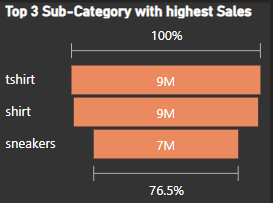 Top 3 Sub-Category with highest Sales
100%
tshirt 9M
shirt 9M
sneakers 7M
76.5%